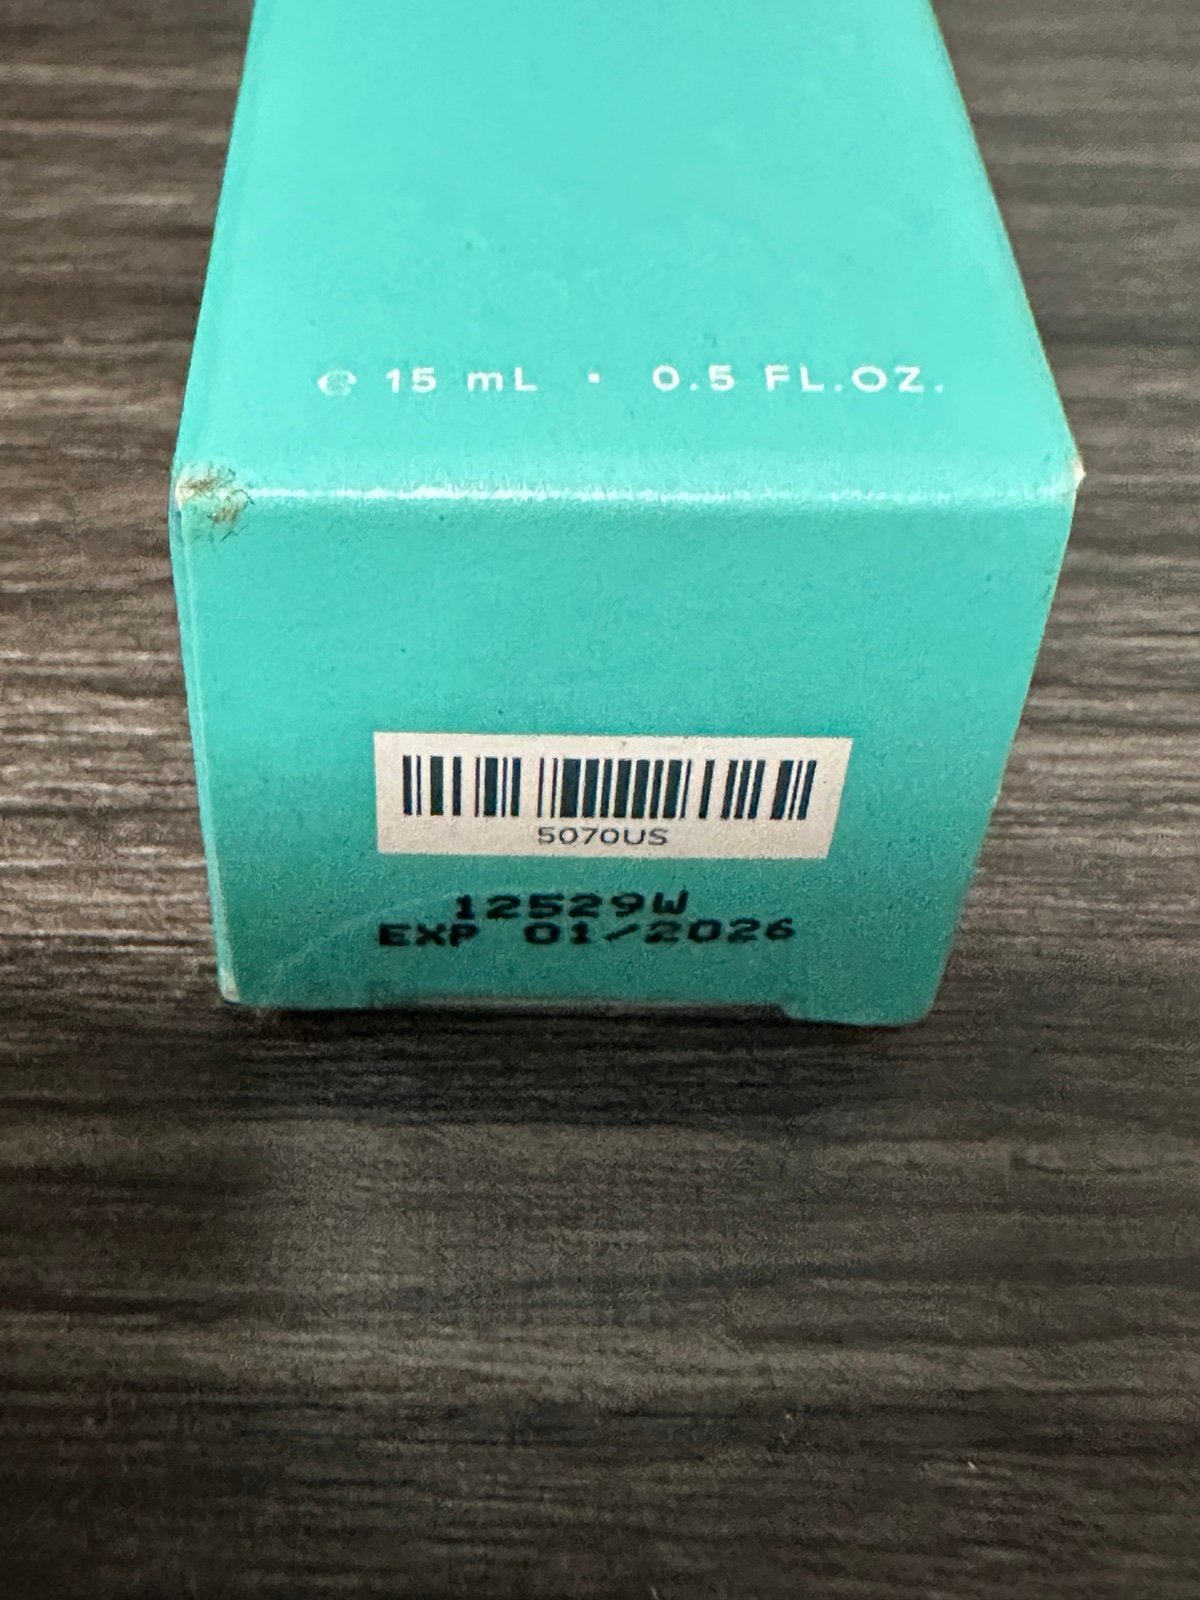 ℮ 15 mL · 0.5 FL.OZ.
5070US
12529W
EXP 01/2026